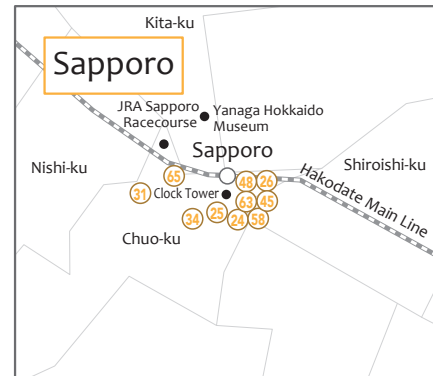 Kita-ku
Sapporo
JRA Sapporo
Racecourse
Yanaga Hokkaido
Museum
Sapporo
Nishi-ku
Shiroishi-ku
65
48
26
31
Clock Tower
63
45
Hakodate Main Line
34
25
24
58
Chuo-ku